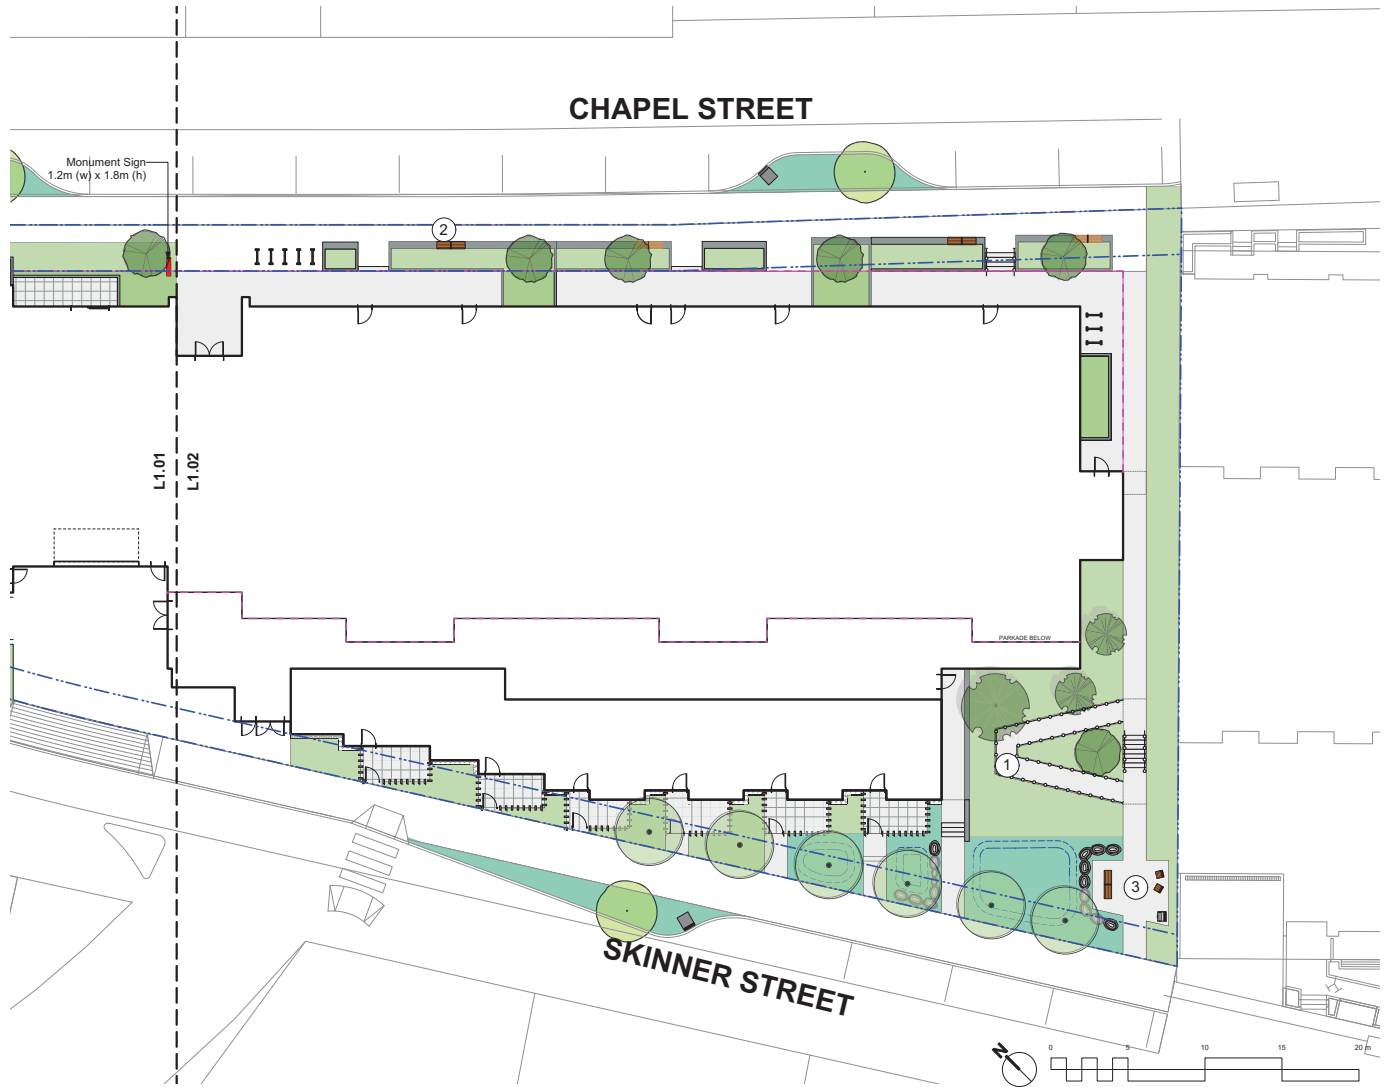 CHAPEL STREET
Monument Sign
1.2m (w) x 1.8m (h)
2
L1.01
L1.02
PARKADE BELOW
1
3
SKINNER STREET
N
0 5 10 15 20 m